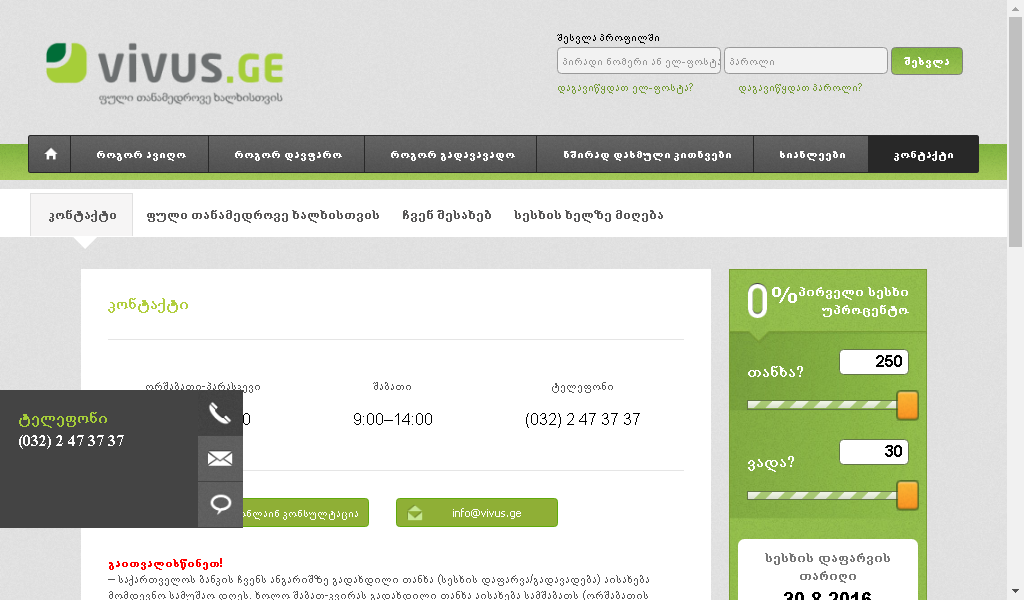 შესვლა პროფილში
vivus.GE
ფული თანამედროვე ხალხისთვის
პირადი ნომერი ან ელ-ფოსტა
პაროლი
შესვლა
დაგავიწყდათ ელ-ფოსტა?
დაგავიწყდათ პაროლი?
როგორ ავიღო
როგორ დავფარო
როგორ გადავავადო
ხშირად დასმული კითხვები
სიახლეები
კონტაქტი
კონტაქტი
ფული თანამედროვე ხალხისთვის
ჩვენ შესახებ
სესხის ხელზე მიღება
კონტაქტი
ორშაბათი-პარასკევი
შაბათი
ტელეფონი
9:00–14:00
(032) 2 47 37 37
ტელეფონი
(032) 2 47 37 37
კონსულტაცია
info@vivus.ge
გაითვალისწინეთ!
– საქართველოს ბანკის ჩვენს ანგარიშზე გადახდილი თანხა (სესხის დაფარვა/გადავადება) აისახება
მომდევნო სამუშაო დღეს, ხოლო შაბათ-კვირას გადახდილი თანხა აისახება სამშაბათს (ორშაბათის
0% პირველი სესხი
უპროცენტო
თანხა?
250
ვადა?
30
სესხის დაფარვის
თარიღი
30.8.2016